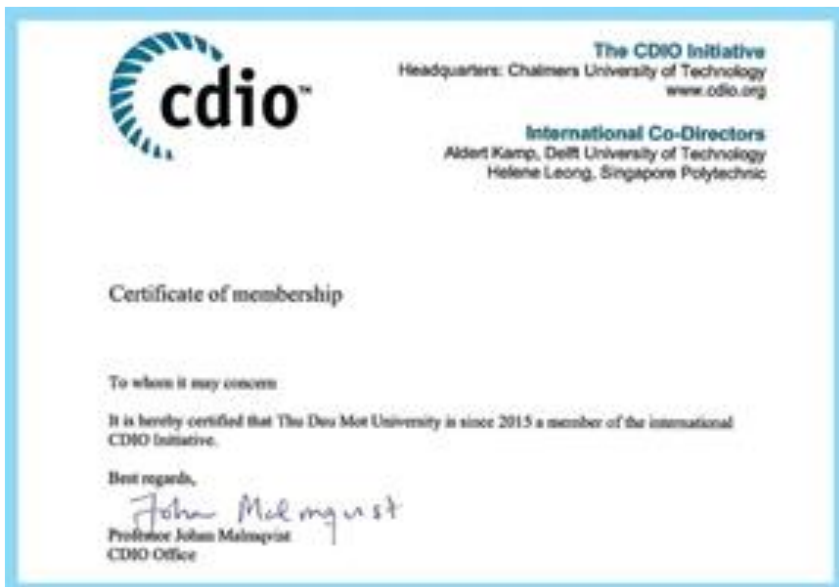 cdio™
The CDIO Initiative
Headquarters: Chalmers University of Technology
www.cdio.org
International Co-Directors
Aldert Kamp, Delft University of Technology
Helene Leong, Singapore Polytechnic
Certificate of membership
To whom it may concern
It is hereby certified that Thu Dau Mot University is since 2015 a member of the international
CDIO Initiative.
Best regards,
Johan Malmqvist
Professor Johan Malmqvist
CDIO Office